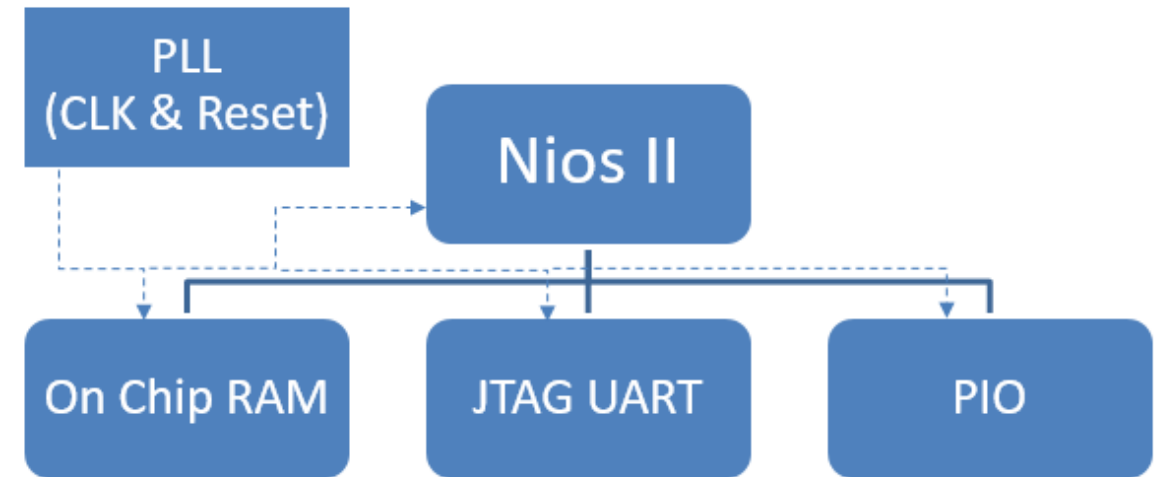 PLL
(CLK & Reset)
Nios II
On Chip RAM
JTAG UART
PIO